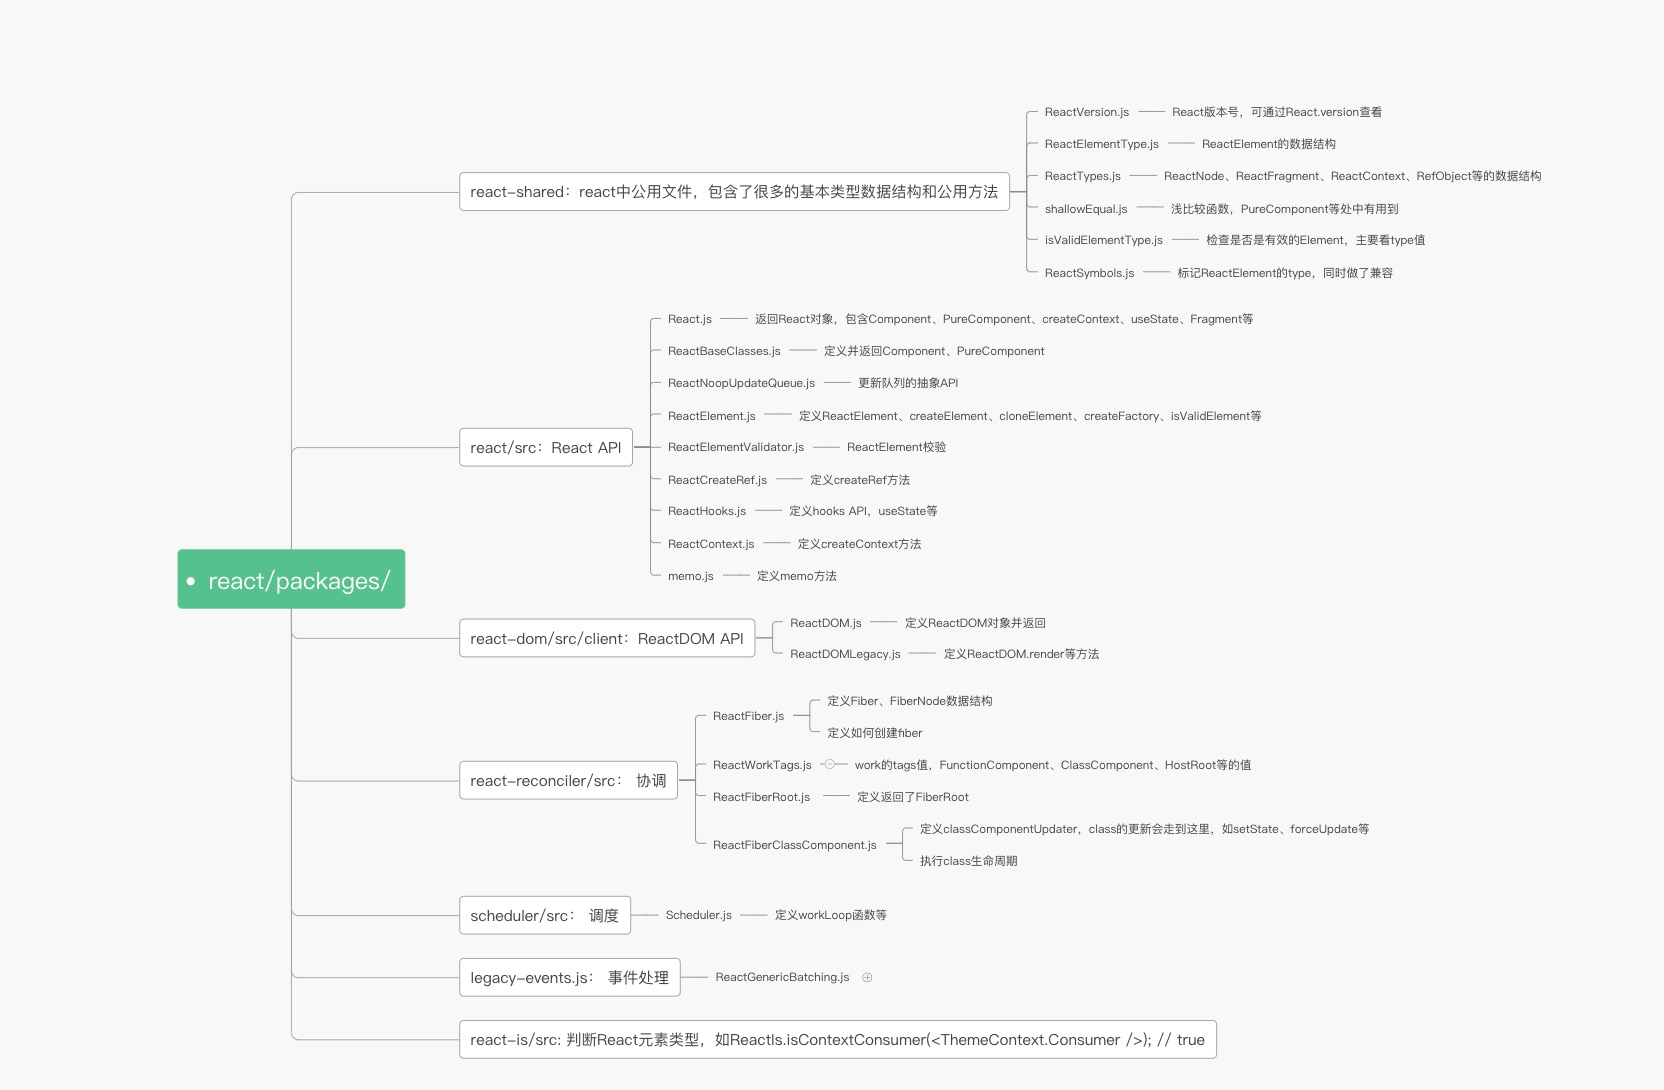 react/packages/
react-shared：react中公用文件，包含了很多的基本类型数据结构和公用方法
ReactVersion.js
React版本号，可通过React.version查看
ReactElementType.js
ReactElement的数据结构
ReactTypes.js
ReactNode、ReactFragment、ReactContext、RefObject等的数据结构
shallowEqual.js
浅比较函数，PureComponent等处中有用到
isValidElementType.js
检查是否是有效的Element，主要看type值
ReactSymbols.js
标记ReactElement的type，同时做了兼容
react/src：React API
React.js
返回React对象，包含Component、PureComponent、createContext、useState、Fragment等
ReactBaseClasses.js
定义并返回Component、PureComponent
ReactNoopUpdateQueue.js
更新队列的抽象API
ReactElement.js
定义ReactElement、createElement、cloneElement、createFactory、isValidElement等
ReactElementValidator.js
ReactElement校验
ReactCreateRef.js
定义createRef方法
ReactHooks.js
定义hooks API，useState等
ReactContext.js
定义createContext方法
memo.js
定义memo方法
react-dom/src/client：ReactDOM API
ReactDOM.js
定义ReactDOM对象并返回
ReactDOMLegacy.js
定义ReactDOM.render等方法
react-reconciler/src： 协调
ReactFiber.js
定义Fiber、FiberNode数据结构
定义如何创建fiber
ReactWorkTags.js
work的tags值，FunctionComponent、ClassComponent、HostRoot等的值
ReactFiberRoot.js
定义返回了FiberRoot
ReactFiberClassComponent.js
定义classComponentUpdater，class的更新会走到这里，如setState、forceUpdate等
执行class生命周期
scheduler/src： 调度
Scheduler.js
定义workLoop函数等
legacy-events.js： 事件处理
ReactGenericBatching.js
react-is/src: 判断React元素类型，如ReactIs.isContextConsumer(<ThemeContext.Consumer />); // true